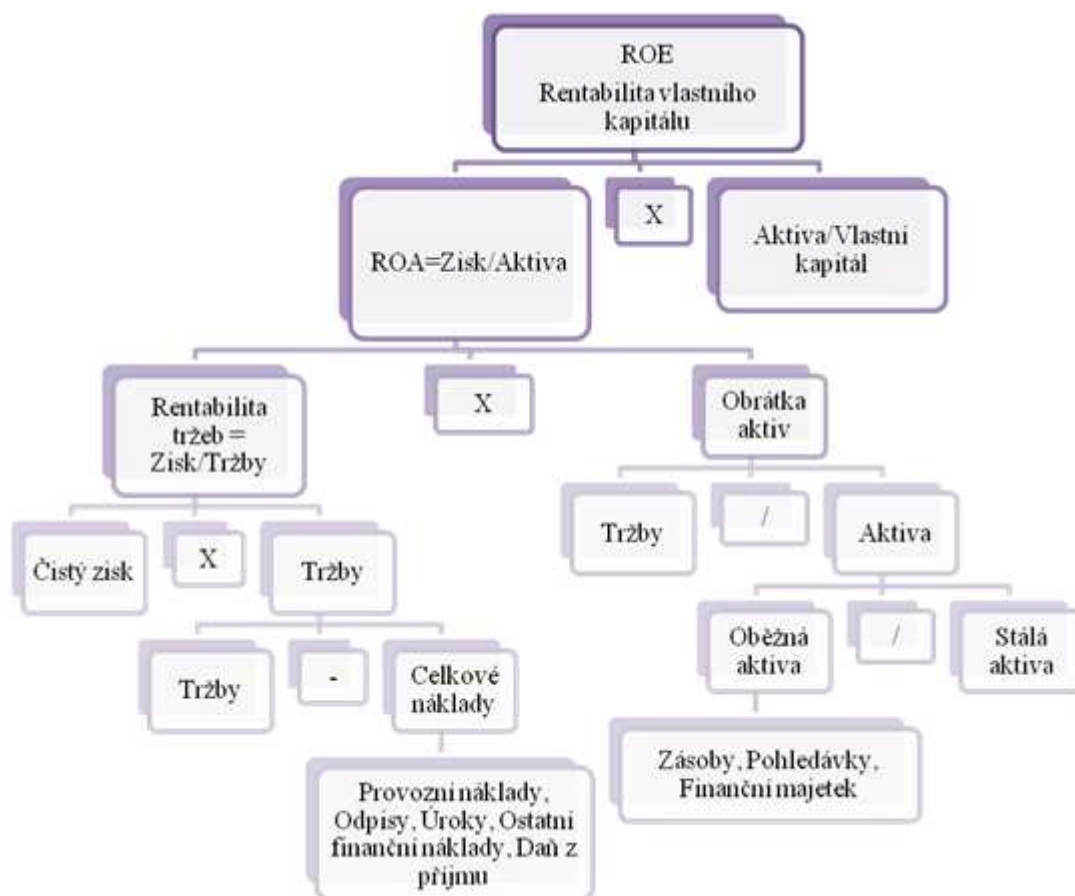 ROE
Rentabilita vlastního
kapitálu
ROA=Zisk/Aktiva
X
Aktiva/Vlastní
kapitál
Rentabilita
tržeb =
Zisk/Tržby
X
Obrátka
aktiv
Čistý zisk
X
Tržby
Tržby
/
Aktiva
Tržby
-
Celkové
náklady
Oběžná
aktiva
/
Stálá
aktiva
Provozní náklady,
Odpisy, Úroky, Ostatní
finanční náklady, Daň z
příjmu
Zásoby, Pohledávky,
Finanční majetek